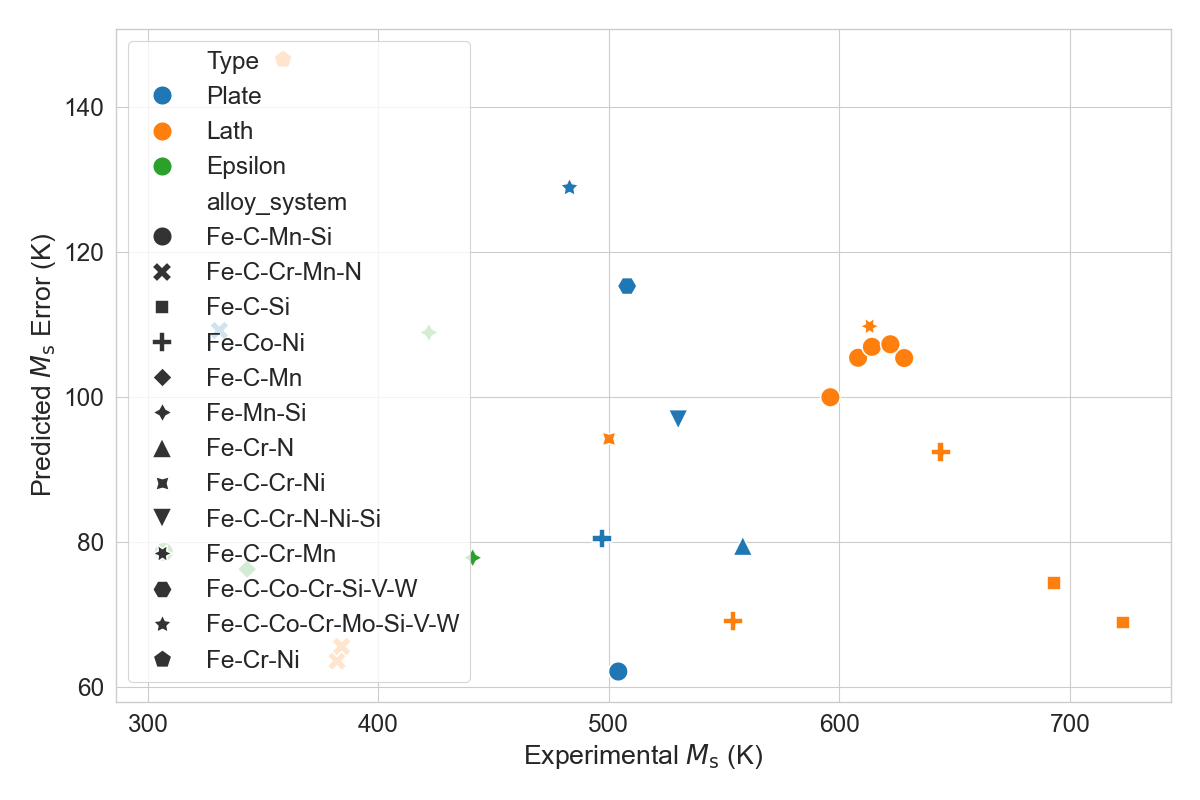 Type
Plate
Lath
Epsilon
alloy_system
Fe-C-Mn-Si
Fe-C-Cr-Mn-N
Fe-C-Si
Fe-Co-Ni
Fe-C-Mn
Fe-Mn-Si
Fe-Cr-N
Fe-C-Cr-Ni
Fe-C-Cr-N-Ni-Si
Fe-C-Cr-Mn
Fe-C-Co-Cr-Si-V-W
Fe-C-Co-Cr-Mo-Si-V-W
Fe-Cr-Ni
140
120
100
80
60
Predicted Ms Error (K)
300 400 500 600 700
Experimental Ms (K)